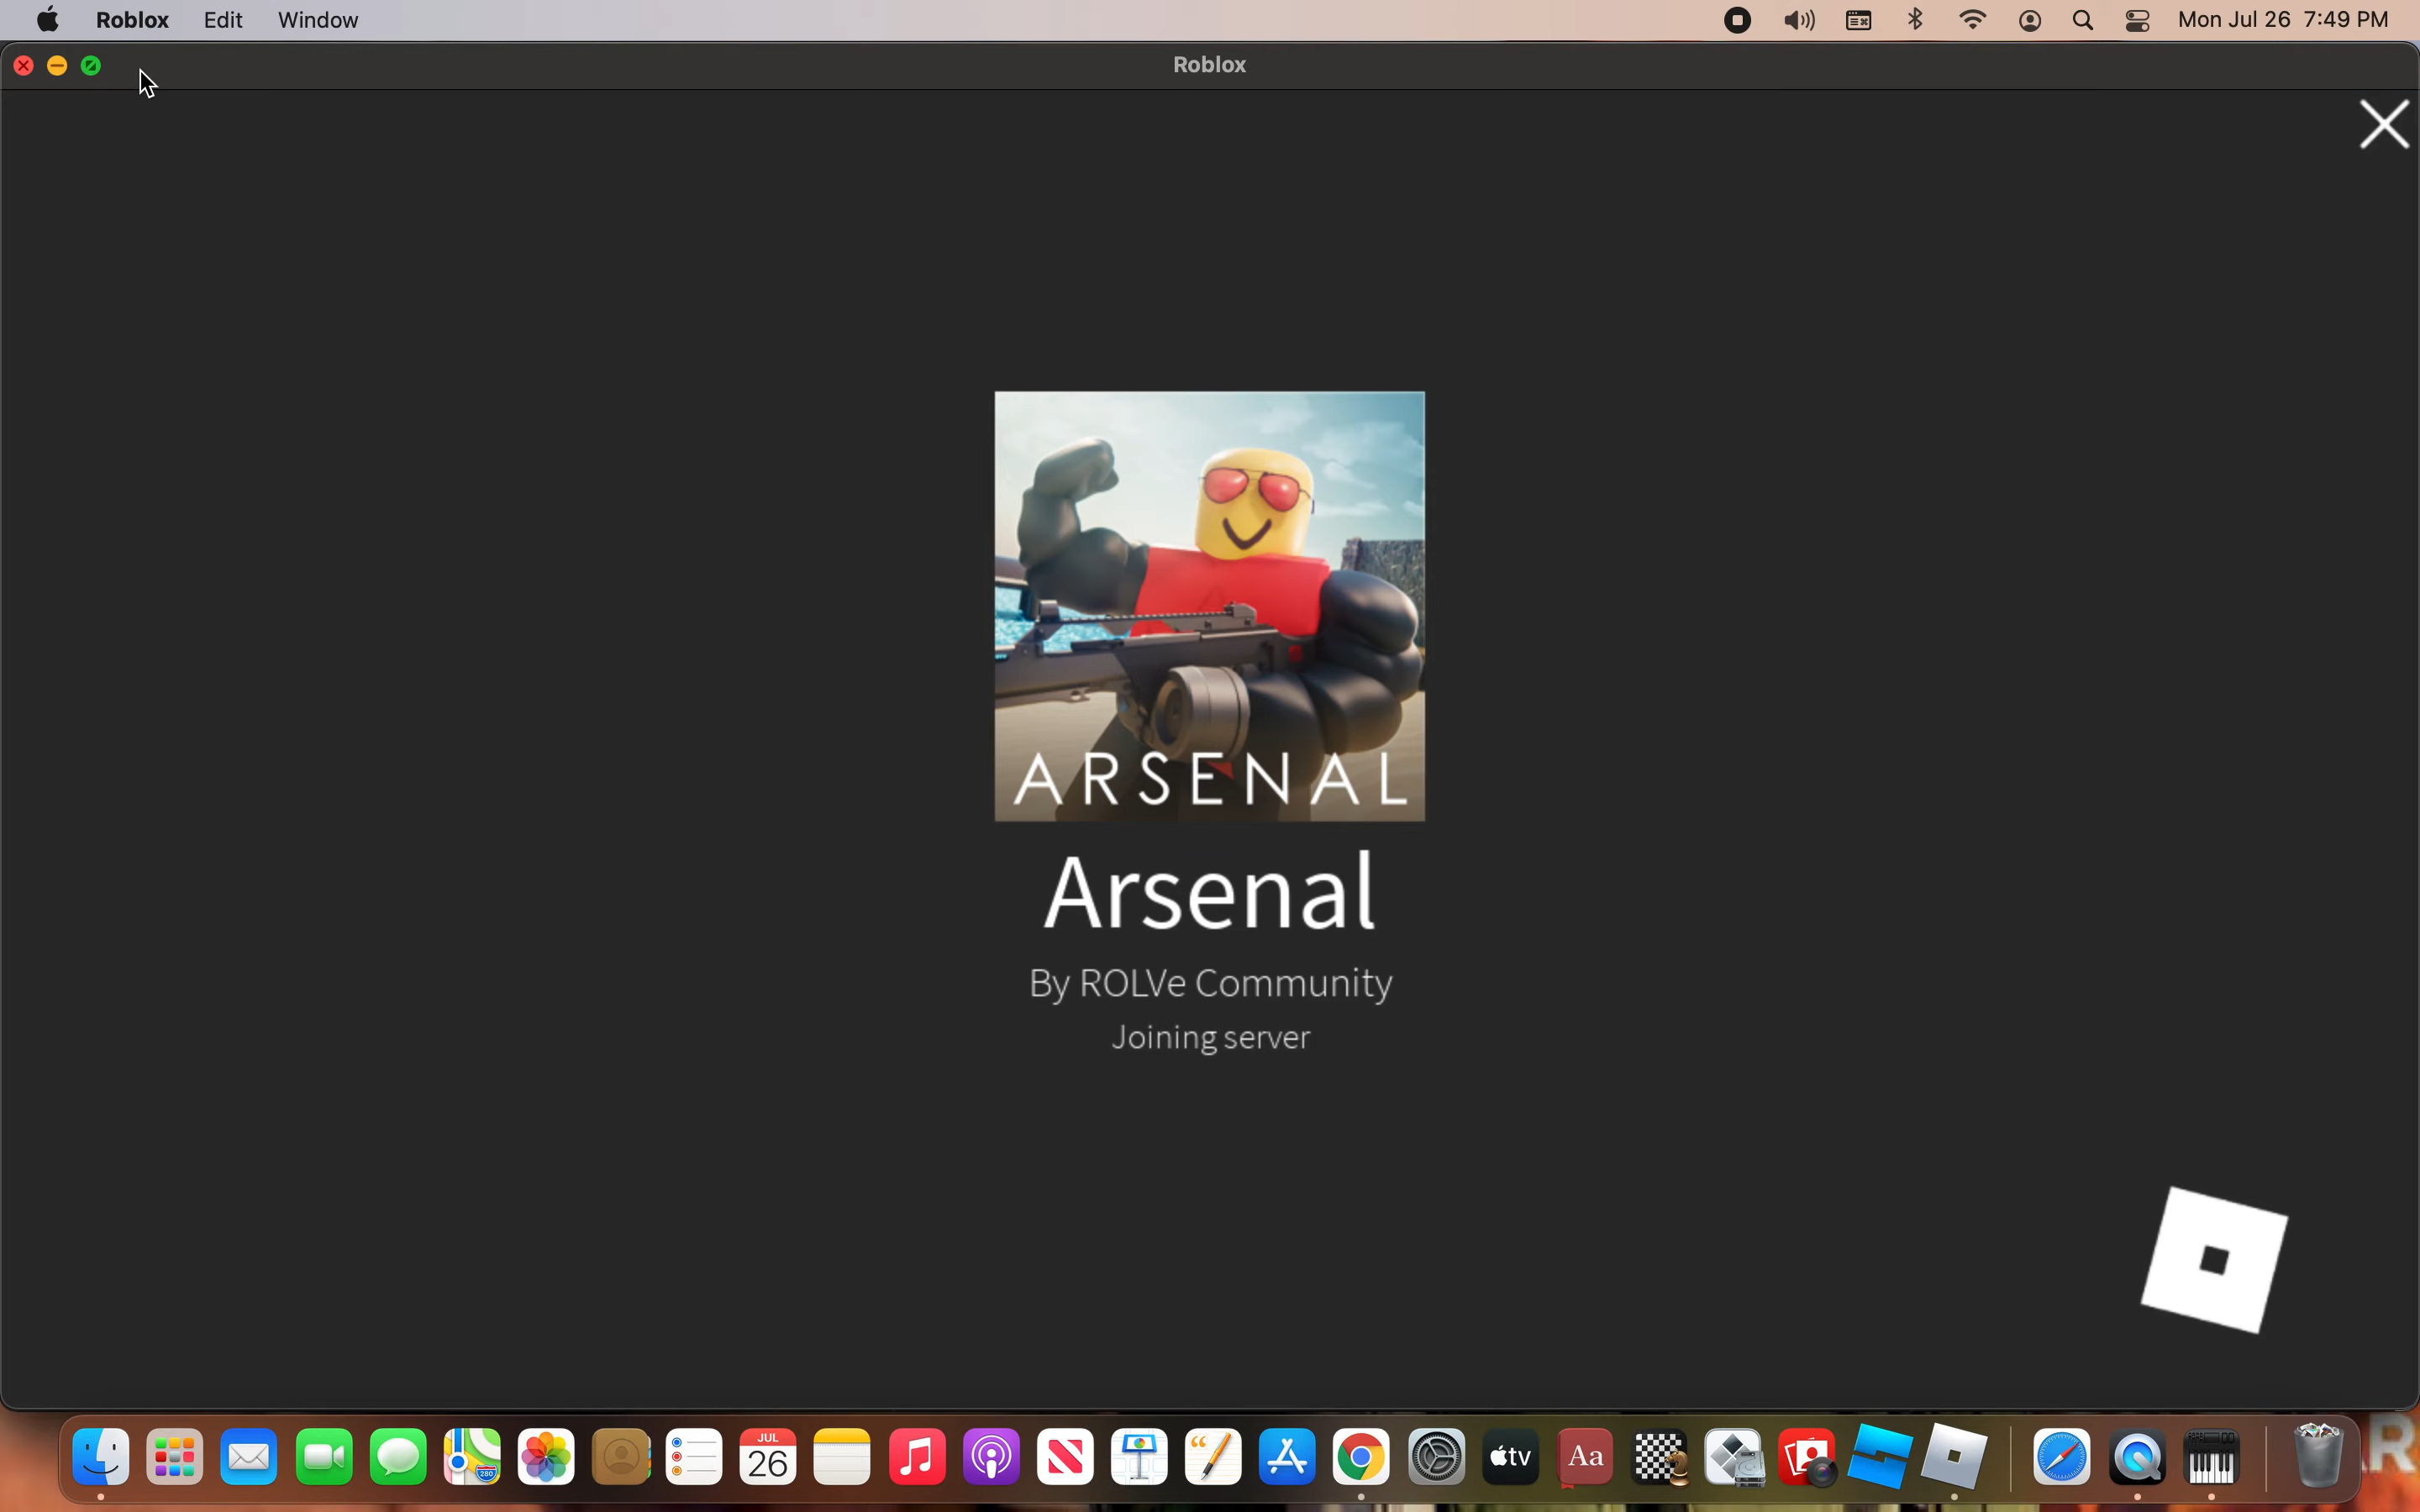 Roblox Edit Window Mon Jul 26 7:49 PM
Roblox
ARSENAL
Arsenal
By ROLVe Community
Joining server
280
JUL
26
tv
Aa
R